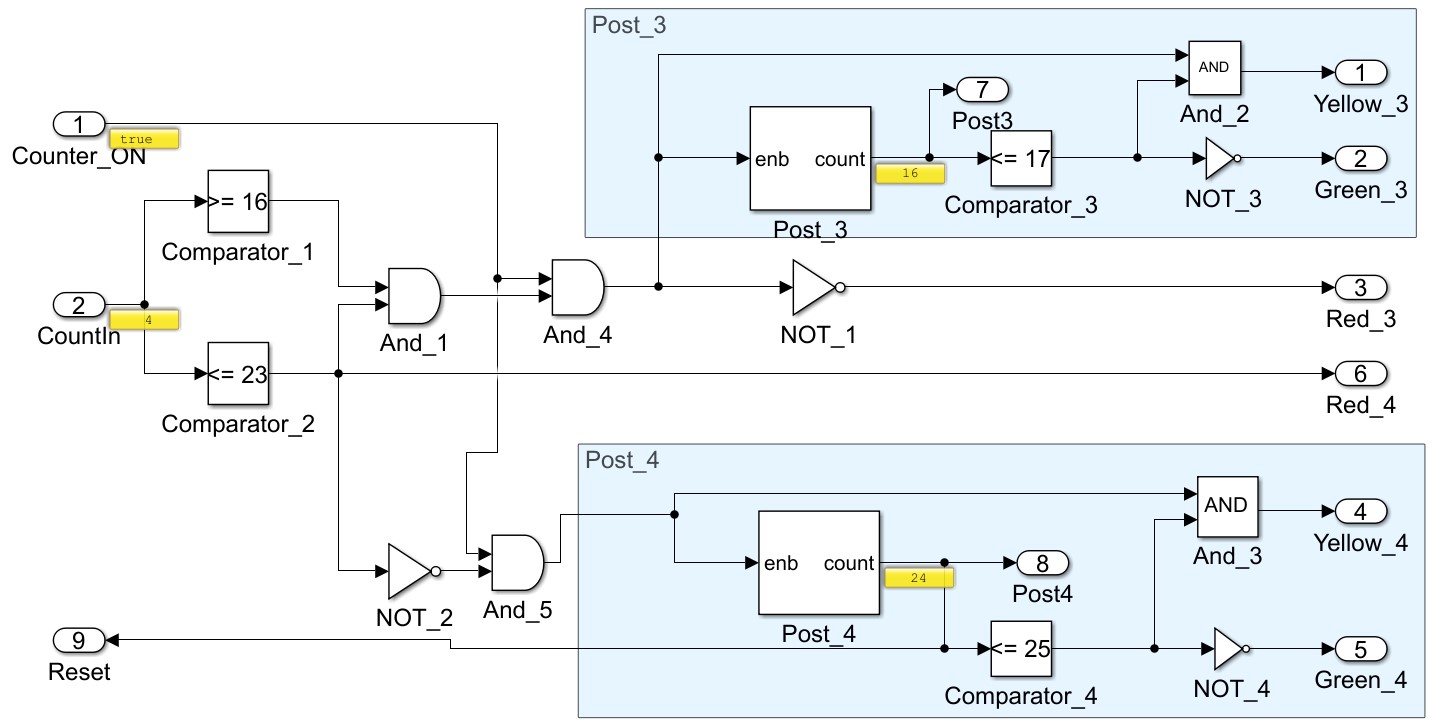 Post_3
AND
1
And_2
Yellow_3
7
Post3
1
true
Counter_ON
enb count
16
<= 17
2
Post_3
Comparator_3
NOT_3
Green_3
>= 16
Comparator_1
2
4
CountIn
And_1
And_4
NOT_1
3
Red_3
<= 23
Comparator_2
6
Red_4
Post_4
AND
4
And_3
Yellow_4
enb count
24
8
Post4
NOT_2
And_5
Post_4
9
Reset
<= 25
Comparator_4
NOT_4
5
Green_4